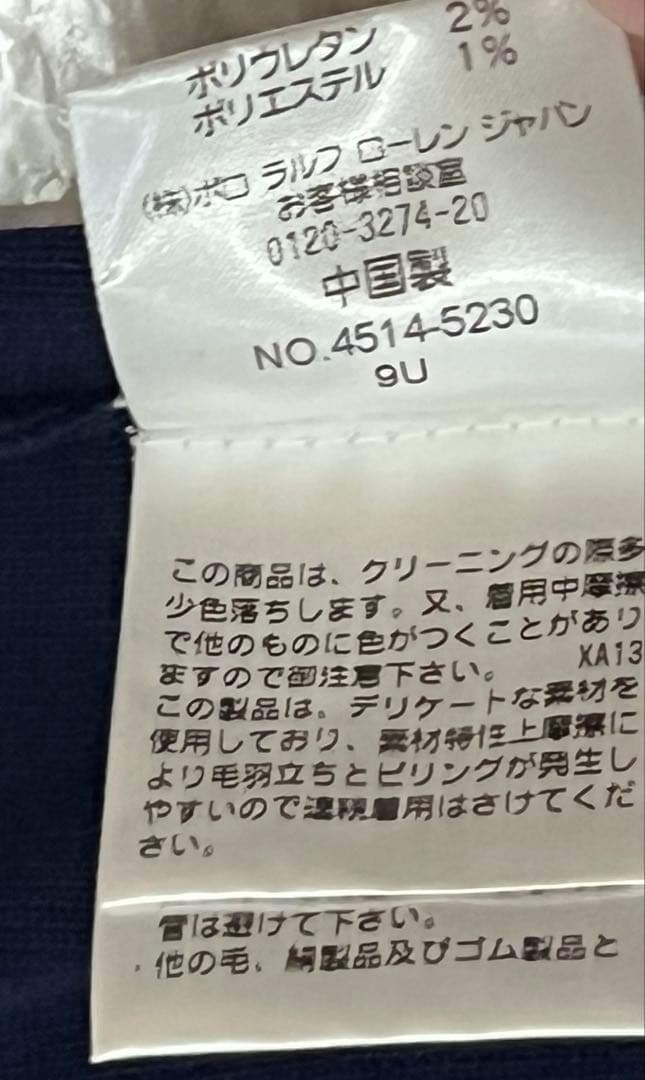 ポリウレタン 2%
ポリエステル 1%
(株)ポロ ラルフ ローレン ジャパン
お客様相談室
0120-3274-20
中国製
NO.4514-5230
9U
この商品は、クリーニングの際多
少色落ちします。又、着用中摩擦
で他のものに色がつくことがあり
ますので御注意下さい。 XA13
この製品は、デリケートな素材を
使用しており、素材特性上摩擦に
より毛羽立ちとピリングが発生し
やすいので連続着用はさけてくだ
さい。
管は避けて下さい。
・他の毛、絹製品及びゴム製品と